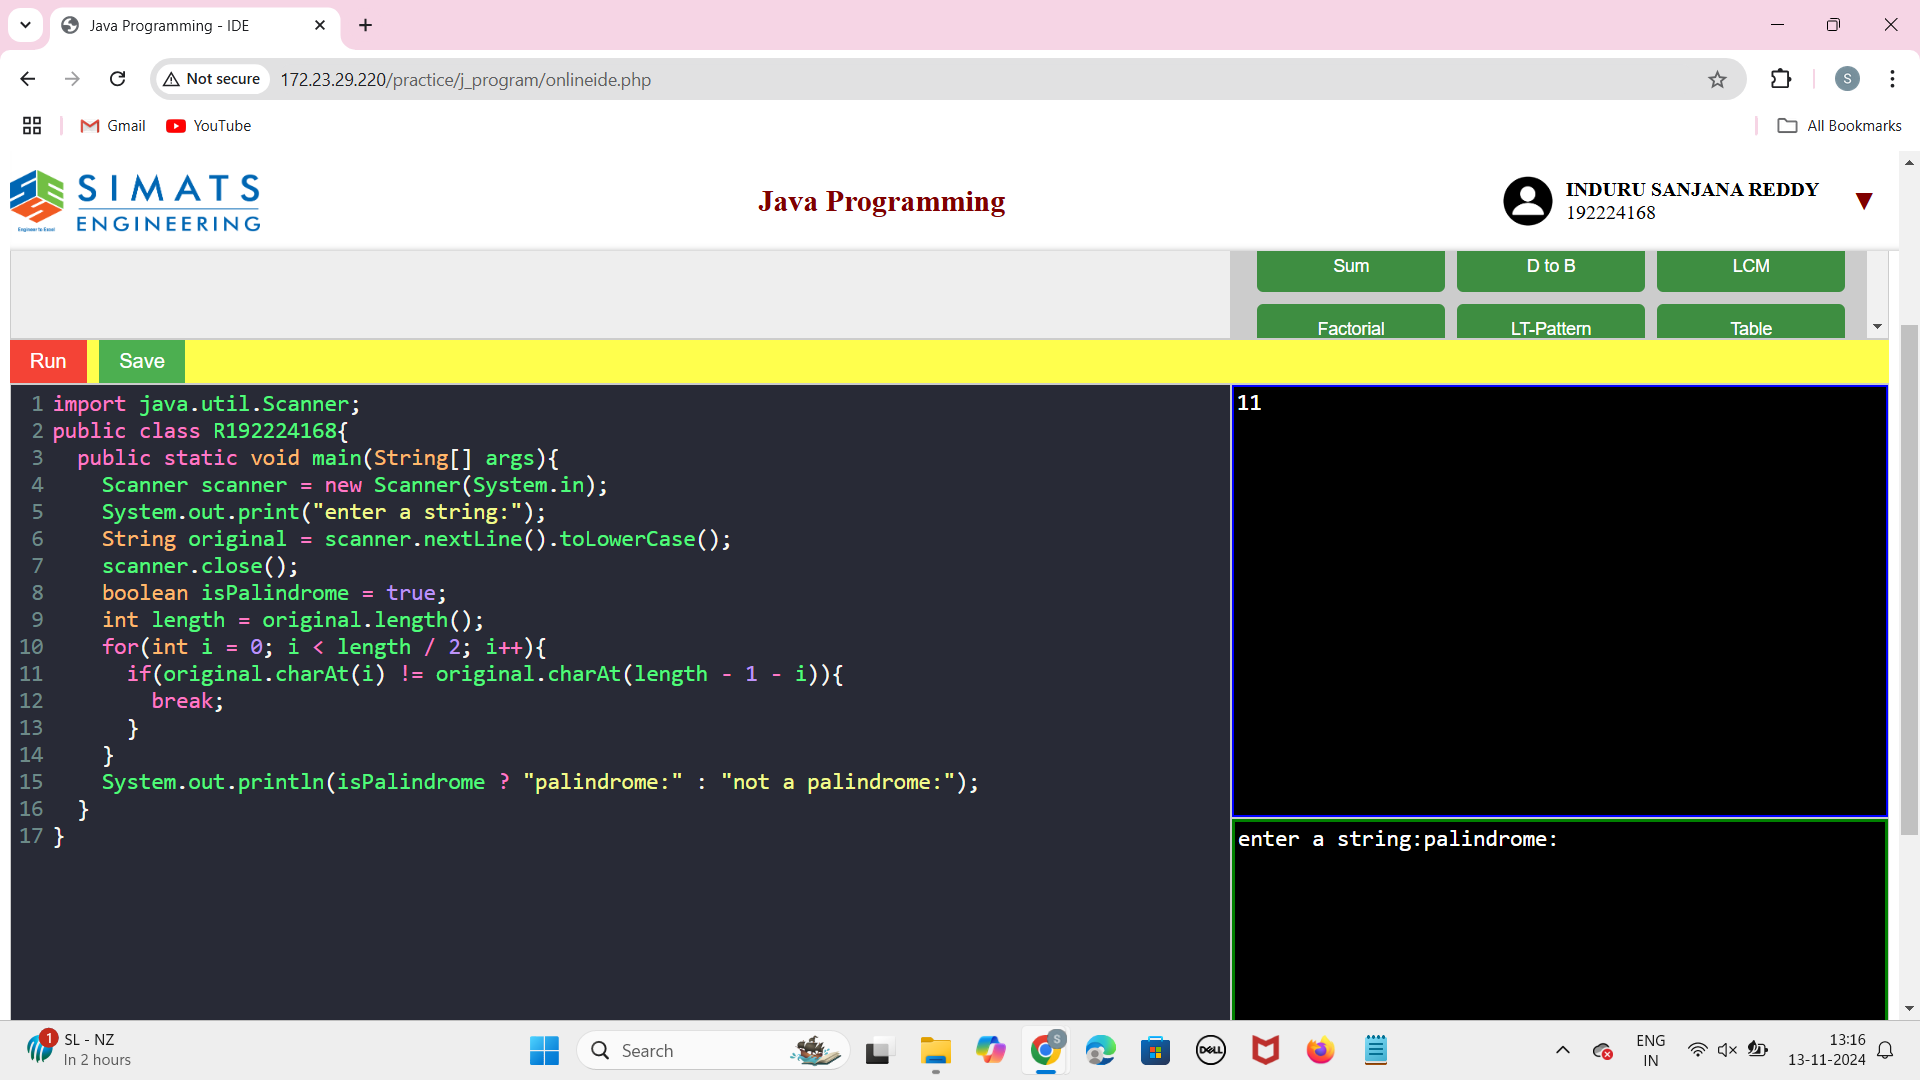 Java Programming - IDE
Not secure 172.23.29.220/practice/j_program/onlineide.php S
Gmail YouTube All Bookmarks
SIMATS
ENGINEERING
Engineer to Excel
Java Programming
INDURU SANJANA REDDY
192224168
Sum D to B LCM
Factorial LT-Pattern Table
Run Save
1 import java.util.Scanner;
2 public class R192224168{
3 public static void main(String[] args){
4 Scanner scanner = new Scanner(System.in);
5 System.out.print("enter a string:");
6 String original = scanner.nextLine().toLowerCase();
7 scanner.close();
8 boolean isPalindrome = true;
9 int length = original.length();
10 for(int i = 0; i < length / 2; i++){
11 if(original.charAt(i) != original.charAt(length - 1 - i)){
12 break;
13 }
14 }
15 System.out.println(isPalindrome ? "palindrome:" : "not a palindrome:");
16 }
17 }
11
enter a string:palindrome:
1 SL - NZ
In 2 hours
Search
S
DELL
ENG
IN
13:16
13-11-2024